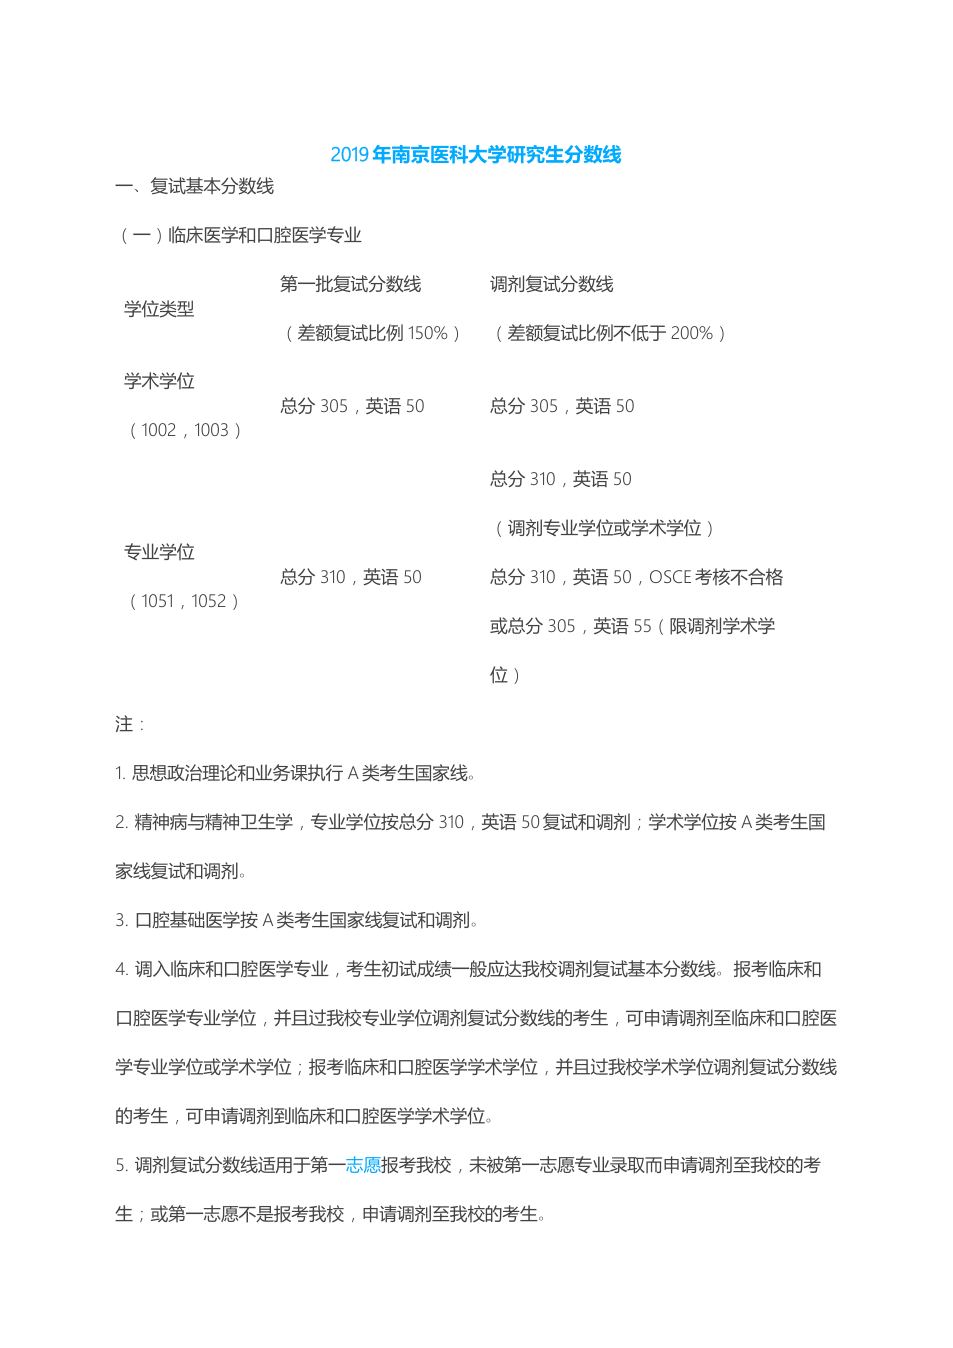 2019年南京医科大学研究生分数线
一、复试基本分数线
（一）临床医学和口腔医学专业
学位类型
第一批复试分数线
（差额复试比例 150%）
调剂复试分数线
（差额复试比例不低于 200%）
学术学位
（1002，1003）
总分 305，英语 50
总分 305，英语 50
专业学位
（1051，1052）
总分 310，英语 50
总分 310，英语 50
（调剂专业学位或学术学位）
总分 310，英语 50，OSCE 考核不合格
或总分 305，英语 55（限调剂学术学
位）
注：
1. 思想政治理论和业务课执行 A 类考生国家线。
2. 精神病与精神卫生学，专业学位按总分 310，英语 50 复试和调剂；学术学位按 A 类考生国
家线复试和调剂。
3. 口腔基础医学按 A 类考生国家线复试和调剂。
4. 调入临床和口腔医学专业，考生初试成绩一般应达我校调剂复试基本分数线。报考临床和
口腔医学专业学位，并且过我校专业学位调剂复试分数线的考生，可申请调剂至临床和口腔医
学专业学位或学术学位；报考临床和口腔医学学术学位，并且过我校学术学位调剂复试分数线
的考生，可申请调剂到临床和口腔医学学术学位。
5. 调剂复试分数线适用于第一志愿报考我校，未被第一志愿专业录取而申请调剂至我校的考
生；或第一志愿不是报考我校，申请调剂至我校的考生。